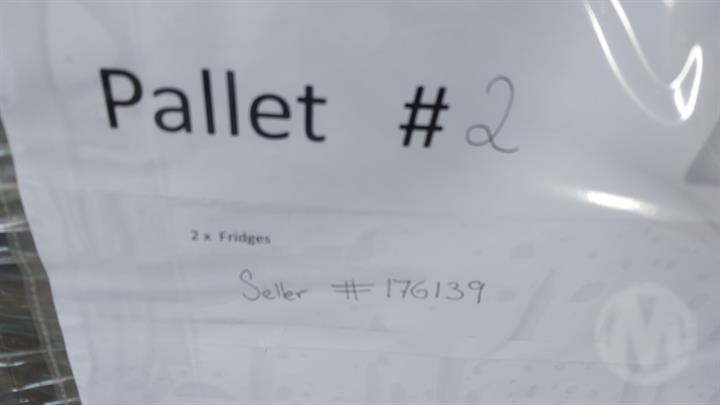 Pallet #2
2 x Fridges
Seller #176139
M